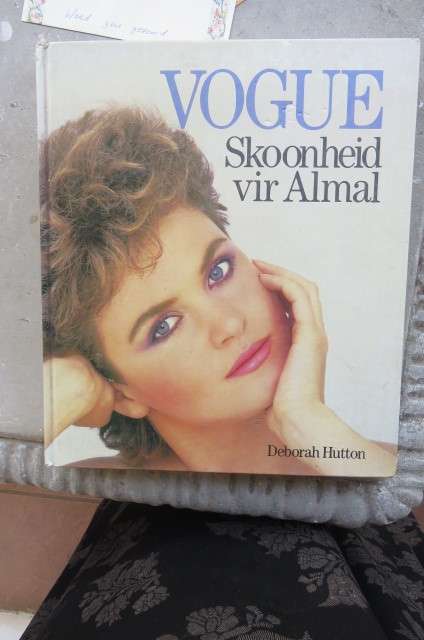 VOGUE
Skoonheid
vir Almal
Deborah Hutton